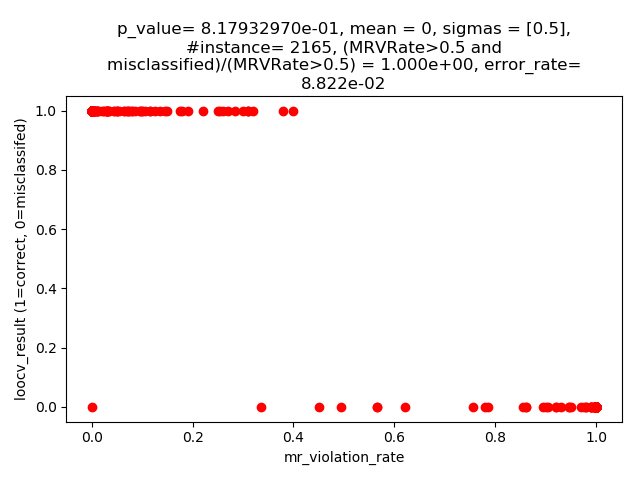 p_value= 8.17932970e-01, mean = 0, sigmas = [0.5],
#instance= 2165, (MRVRate>0.5 and
misclassified)/(MRVRate>0.5) = 1.000e+00, error_rate=
8.822e-02
loocv_result (1=correct, 0=misclassifed)
1.0
0.8
0.6
0.4
0.2
0.0
0.0 0.2 0.4 0.6 0.8 1.0
mr_violation_rate